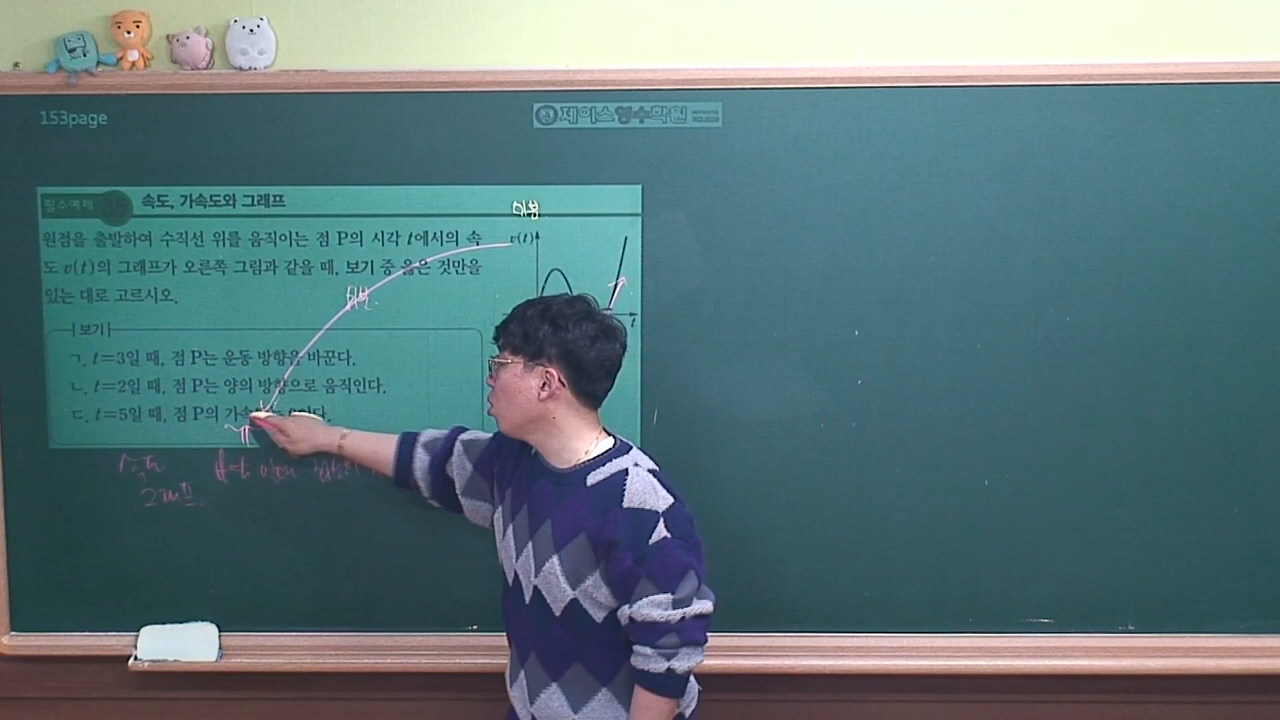 153page
제이스영수학원
필수예제 속도, 가속도와 그래프
미분
원점을 출발하여 수직선 위를 움직이는 점 P의 시각 t에서의 속
도 v(t)의 그래프가 오른쪽 그림과 같을 때, 보기 중 옳은 것만을
있는 대로 고르시오.
v(t)
t
미분
보기
ㄱ. t=3일 때, 점 P는 운동 방향을 바꾼다.
ㄴ. t=2일 때, 점 P는 양의 방향으로 움직인다.
ㄷ. t=5일 때, 점 P의 가속
속도
그래프